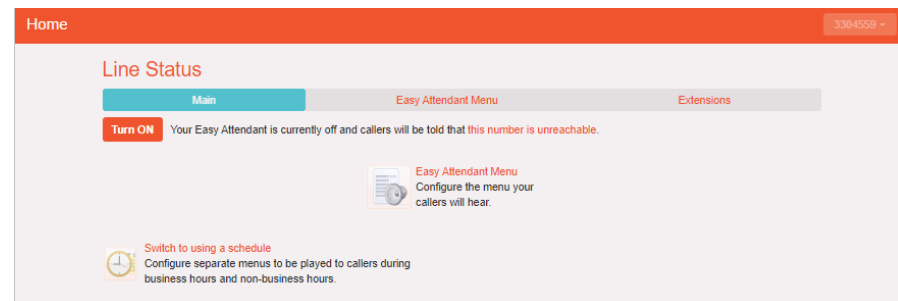 Home
3304559
Line Status
Main
Easy Attendant Menu
Extensions
Turn ON
Your Easy Attendant is currently off and callers will be told that this number is unreachable.
Easy Attendant Menu
Configure the menu your
callers will hear.
Switch to using a schedule
Configure separate menus to be played to callers during
business hours and non-business hours.